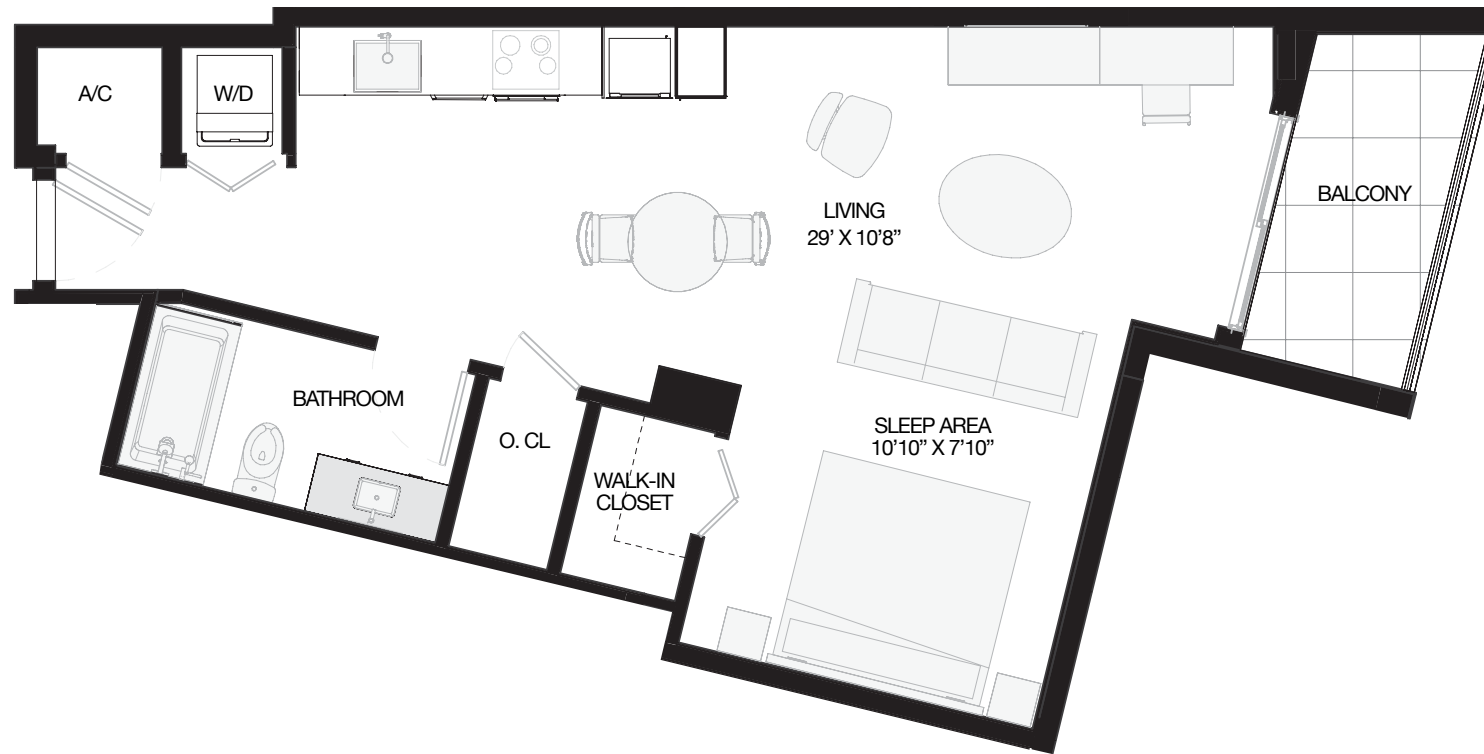 A/C
W/D
BALCONY
LIVING
29’ X 10’8”
BATHROOM
O. CL
SLEEP AREA
10’10” X 7’10”
WALK-IN
CLOSET